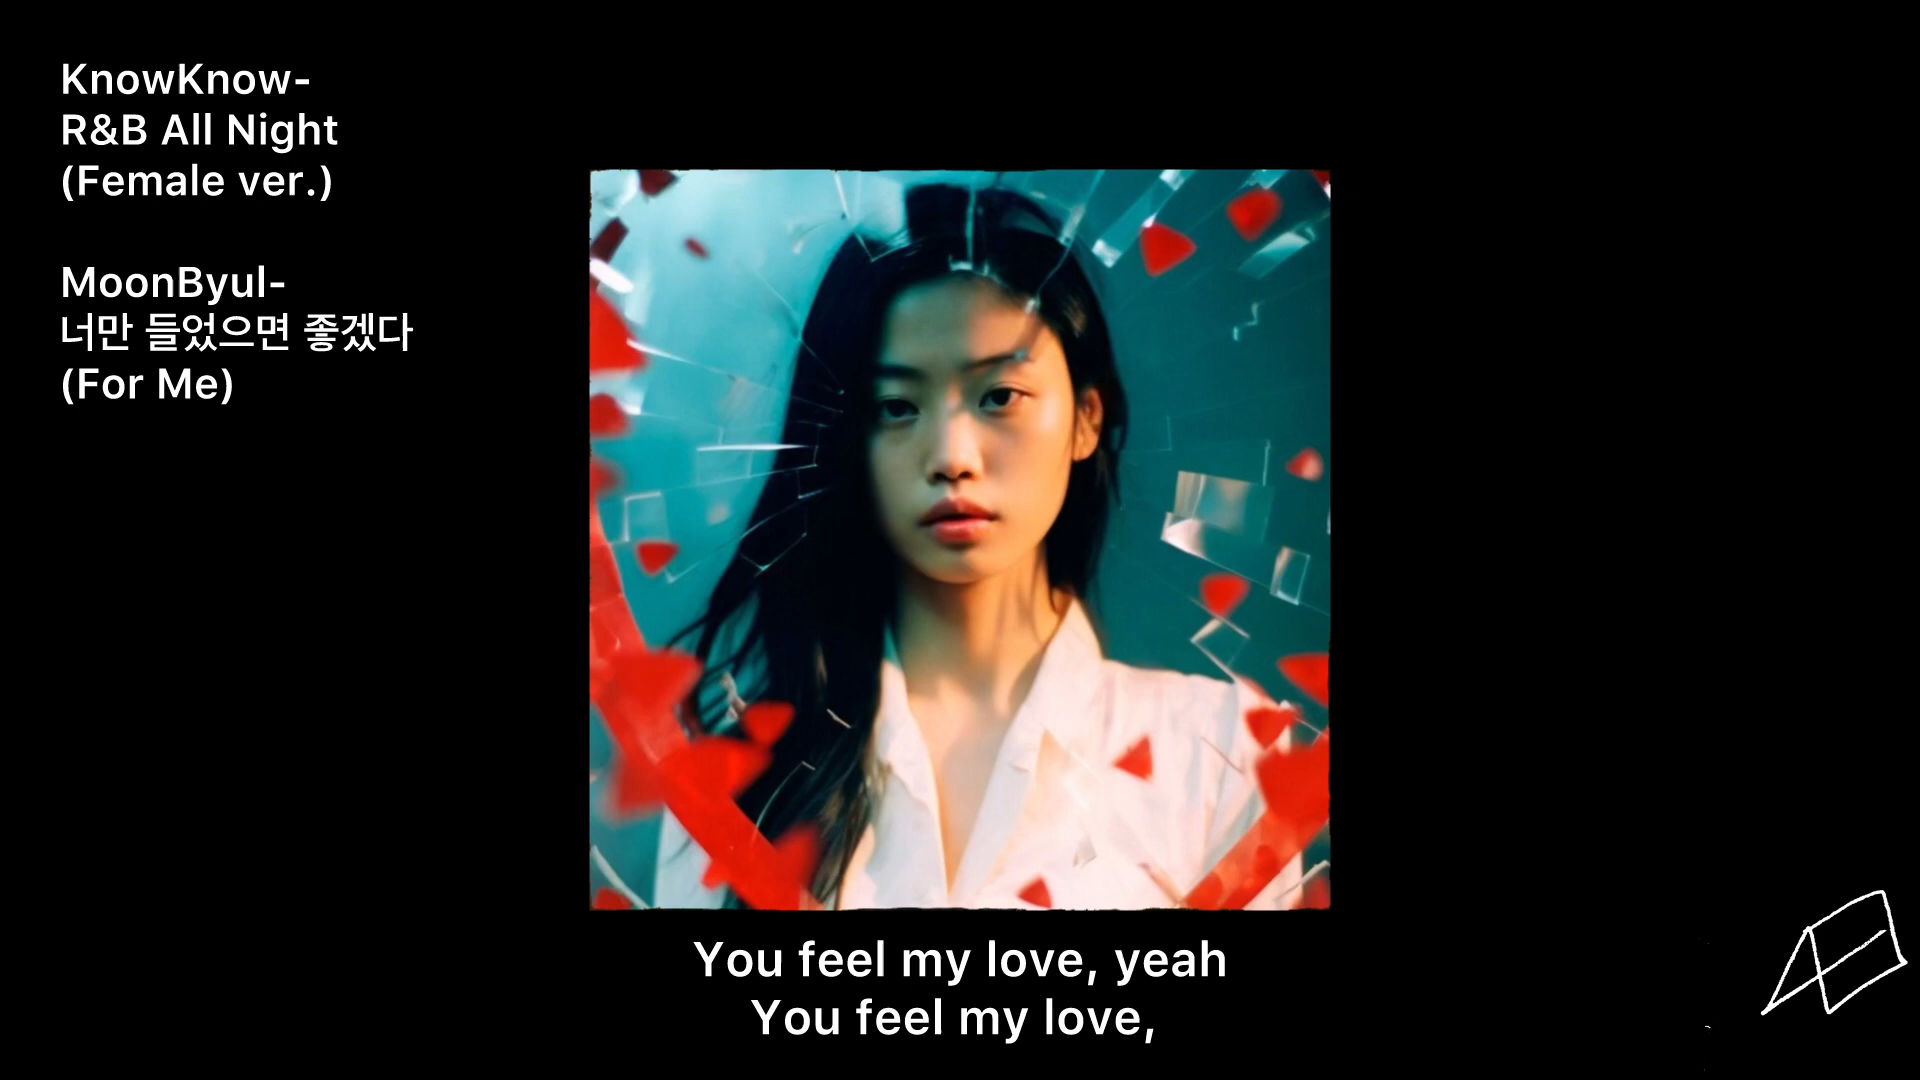 KnowKnow-
R&B All Night
(Female ver.)
MoonByul-
너만 들었으면 좋겠다
(For Me)
You feel my love, yeah
You feel my love,